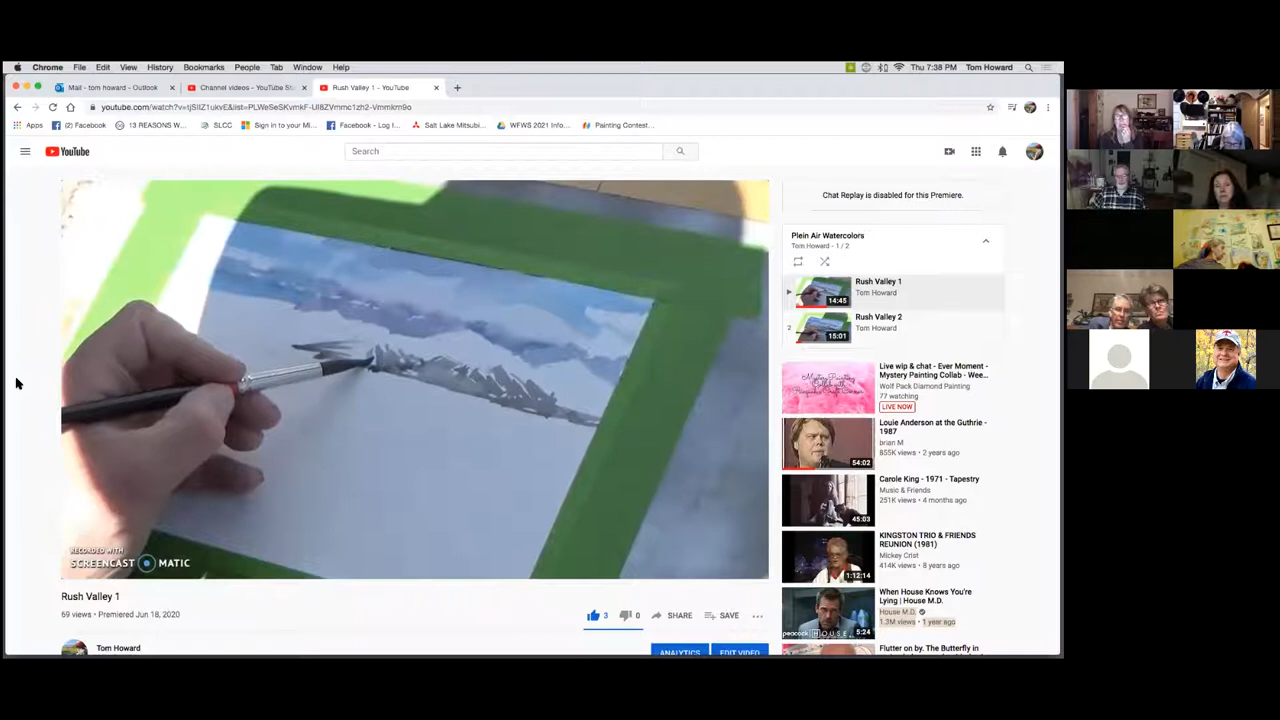 Chrome File Edit View History Bookmarks People Tab Window Help Thu 7:38 PM Tom Howard
Mail - tom howard - Outlook Channel videos - YouTube St Rush Valley 1 - YouTube
Apps (2) Facebook 13 REASONS W... SLCC Sign in to your Mi... Facebook - Log I... Salt Lake Mitsubi... WFWS 2021 Info... Painting Contest...
YouTube
Search
Chat Replay is disabled for this Premiere.
Plein Air Watercolors
Tom Howard - 1 / 2
Rush Valley 1
Tom Howard
14:45
2
Rush Valley 2
Tom Howard
15:01
Live wip & chat - Ever Moment -
Mystery Painting Collab - Wee...
Wolf Pack Diamond Painting
77 watching
LIVE NOW
Louie Anderson at the Guthrie -
1987
brian M
855K views • 2 years ago
54:02
Carole King - 1971 - Tapestry
Music & Friends
251K views • 4 months ago
45:03
KINGSTON TRIO & FRIENDS
REUNION (1981)
Mickey Crist
414K views • 8 years ago
1:12:14
When House Knows You're
Lying | House M.D.
House M.D.
1.3M views • 1 year ago
peacock HOUSE
5:24
Flutter on by. The Butterfly in
RECORDED WITH
SCREENCAST MATIC
Rush Valley 1
69 views • Premiered Jun 18, 2020
3 0 SHARE SAVE
Tom Howard
ANALYTICS EDIT VIDEO